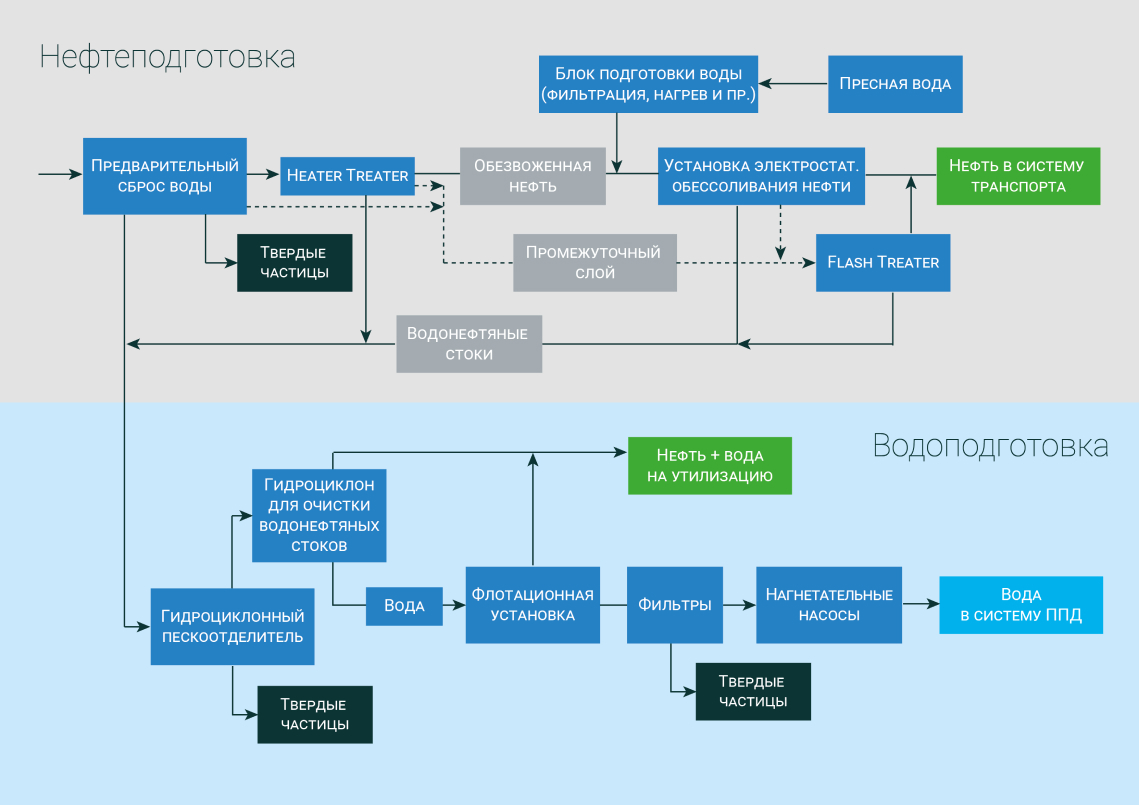 Нефтеподготовка
Блок подготовки воды
(фильтрация, нагрев и пр.)
Пресная вода
Предварительный
сброс воды
Heater Treater
Обезвоженная
нефть
Установка электростат.
обессоливания нефти
Нефть в систему
транспорта
Твердые
частицы
Промежуточный
слой
Flash Treater
Водонефтяные
стоки
Водоподготовка
Нефть + вода
на утилизацию
Гидроциклон
для очистки
водонефтяных
стоков
Вода
Флотационная
установка
Фильтры
Нагнетательные
насосы
Вода
в систему ППД
Гидроциклонный
пескоотделитель
Твердые
частицы
Твердые
частицы